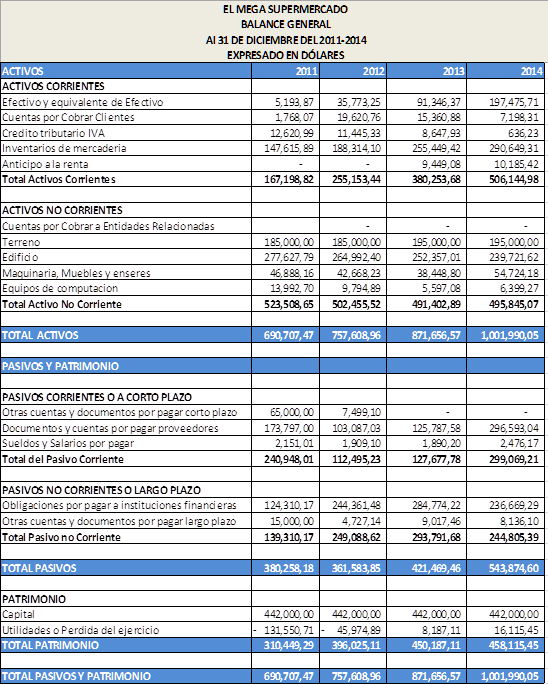 EL MEGA SUPERMERCADO
BALANCE GENERAL
Al 31 DE DICIEMBRE DEL 2011-2014
EXPRESADO EN DÓLARES
ACTIVOS 2011 2012 2013 2014
ACTIVOS CORRIENTES
Efectivo y equivalente de Efectivo 5,193,87 35,773,25 91,346,37 197,475,71
Cuentas por Cobrar Clientes 1,768,07 19,620,76 15,360,88 7,198,31
Credito tributario IVA 12,620,99 11,445,33 8,647,93 636,23
Inventarios de mercaderia 147,615,89 188,314,10 255,449,42 290,649,31
Anticipo a la renta - - 9,449,08 10,185,42
Total Activos Corrientes 167,198,82 255,153,44 380,253,68 506,144,98
ACTIVOS NO CORRIENTES
Cuentas por Cobrar a Entidades Relacionadas - - -
Terreno 185,000,00 185,000,00 195,000,00 195,000,00
Edificio 277,627,79 264,992,40 252,357,01 239,721,62
Maquinaria, Muebles y enseres 46,888,16 42,668,23 38,448,80 54,724,18
Equipos de computacion 13,992,70 9,794,89 5,597,08 6,399,27
Total Activo No Corriente 523,508,65 502,455,52 491,402,89 495,845,07
TOTAL ACTIVOS 690,707,47 757,608,96 871,656,57 1,001,990,05
PASIVOS Y PATRIMONIO
PASIVOS CORRIENTES O A CORTO PLAZO
Otras cuentas y documentos por pagar corto plazo 65,000,00 7,499,10 - -
Documentos y cuentas por pagar proveedores 173,797,00 103,087,03 125,787,58 296,593,04
Sueldos y Salarios por pagar 2,151,01 1,909,10 1,890,20 2,476,17
Total del Pasivo Corriente 240,948,01 112,495,23 127,677,78 299,069,21
PASIVOS NO CORRIENTES O LARGO PLAZO
Obligaciones por pagar a instituciones financieras 124,310,17 244,361,48 284,774,22 236,669,29
Otras cuentas y documentos por pagar largo plazo 15,000,00 4,727,14 9,017,46 8,136,10
Total Pasivo no Corriente 139,310,17 249,088,62 293,791,68 244,805,39
TOTAL PASIVOS 380,258,18 361,583,85 421,469,46 543,874,60
PATRIMONIO
Capital 442,000,00 442,000,00 442,000,00 442,000,00
Utilidades o Perdida del ejercicio - 131,550,71 - 45,974,89 8,187,11 16,115,45
TOTAL PATRIMONIO 310,449,29 396,025,11 450,187,11 458,115,45
TOTAL PASIVOS Y PATRIMONIO 690,707,47 757,608,96 871,656,57 1,001,990,05